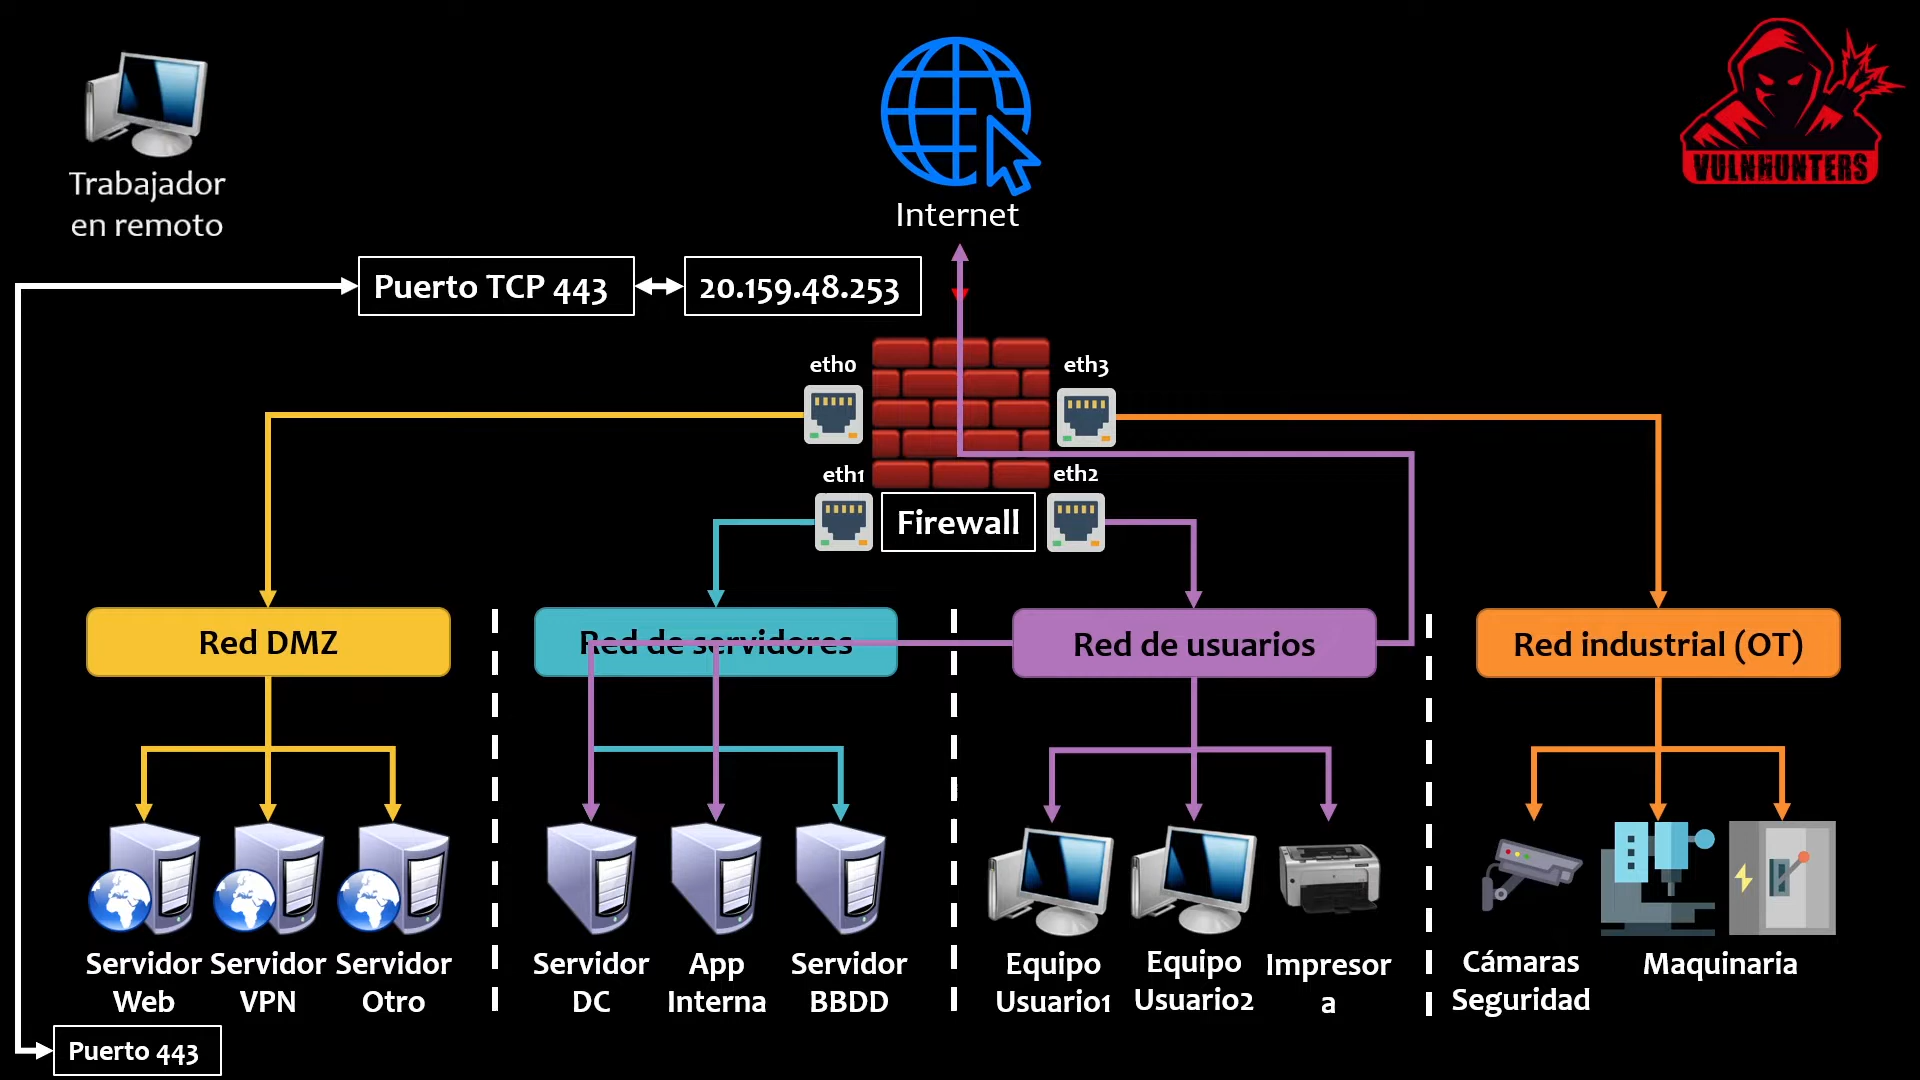 VULNHUNTERS
Trabajador
en remoto
Internet
Puerto TCP 443
20.159.48.253
eth0
eth3
eth1
eth2
Firewall
Red DMZ
Red de servidores
Red de usuarios
Red industrial (OT)
Servidor
Web
Servidor
VPN
Servidor
Otro
Servidor
DC
App
Interna
Servidor
BBDD
Equipo
Usuario1
Equipo
Usuario2
Impresor
a
Cámaras
Seguridad
Maquinaria
Puerto 443